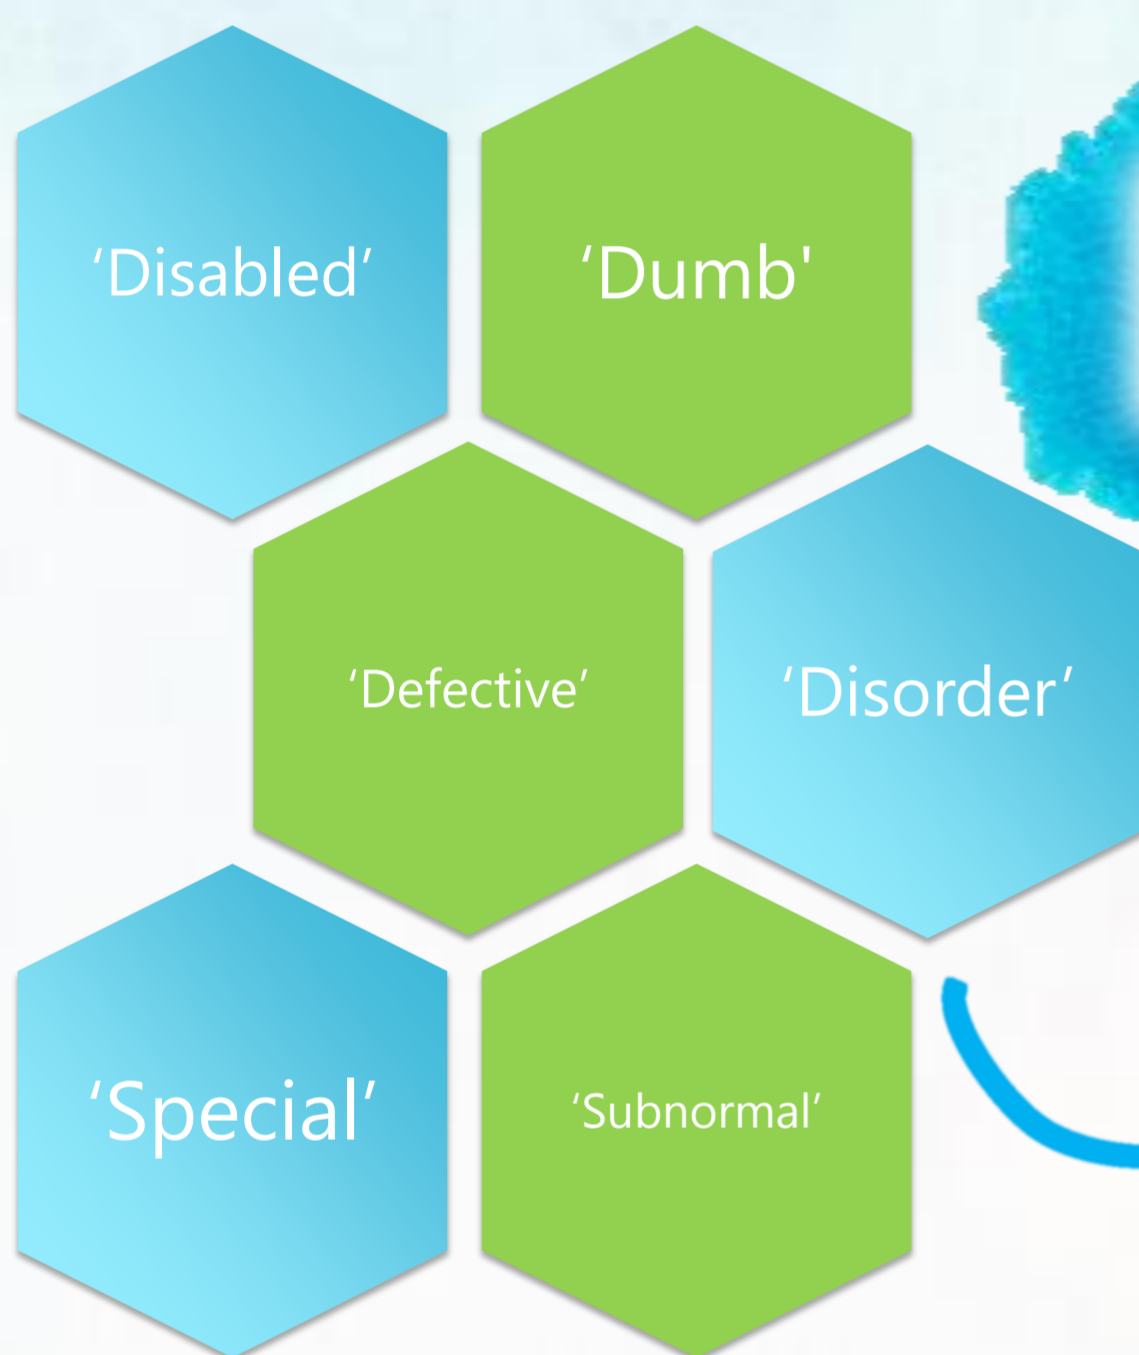 ‘Disabled’
‘Dumb'
‘Defective’
‘Disorder’
‘Special’
‘Subnormal’